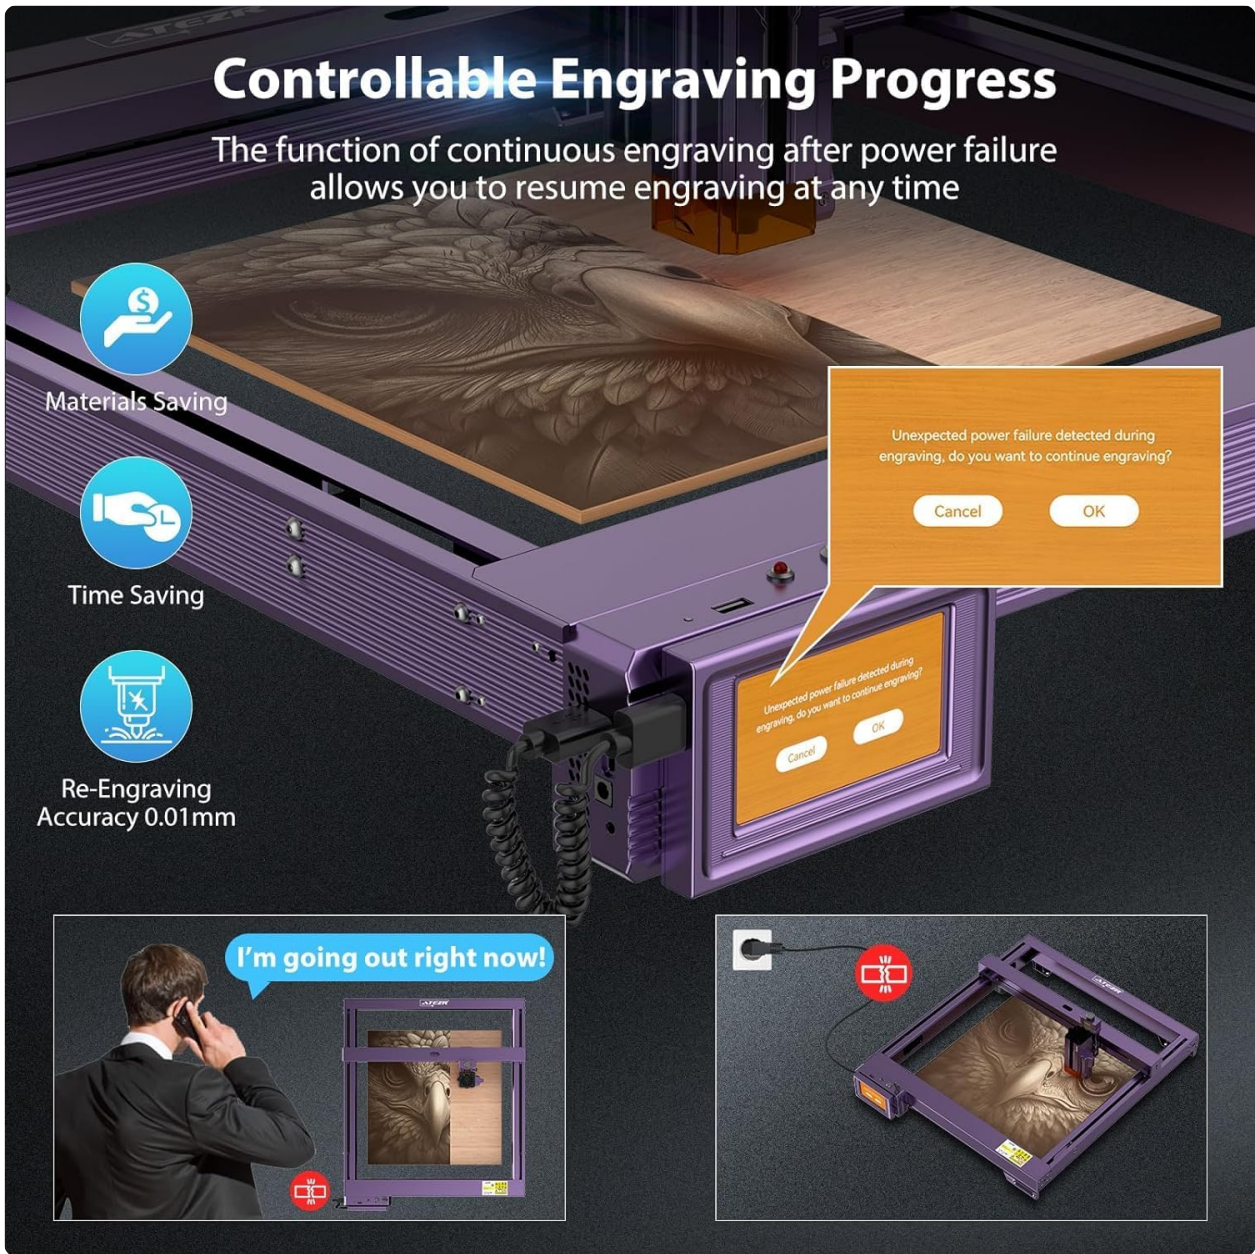 ATEZR
Controllable Engraving Progress
The function of continuous engraving after power failure
allows you to resume engraving at any time
$
Materials Saving
Time Saving
Re-Engraving
Accuracy 0.01mm
Unexpected power failure detected during
engraving, do you want to continue engraving?
Cancel
OK
Unexpected power failure detected during
engraving, do you want to continue engraving?
Cancel
OK
I'm going out right now!
ATEZR
ATEZR